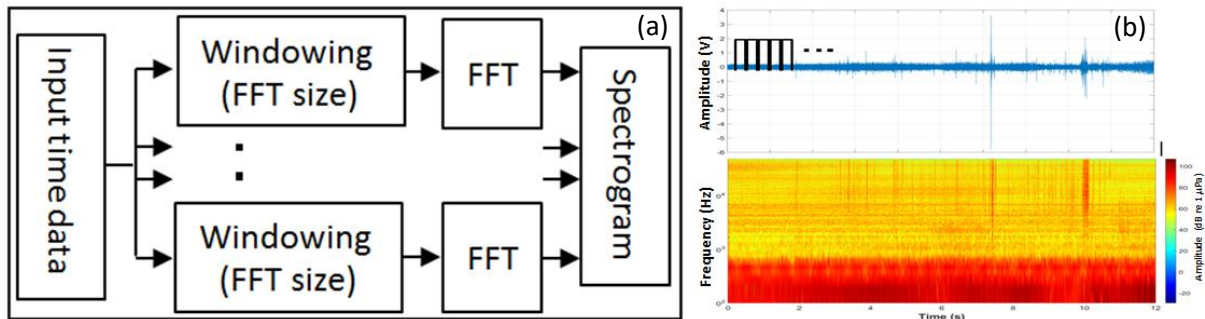 (a)
Input time data
Windowing
(FFT size)
FFT
Windowing
(FFT size)
FFT
Spectrogram
(b)
Amplitude (V)
4
3
2
1
0
-1
-2
-3
-4
-5
-6
Frequency (Hz)
0 2 4 6 8 10 12
Time (s)
100
80
60
40
20
0
-20
Amplitude (dB re 1 µPa)